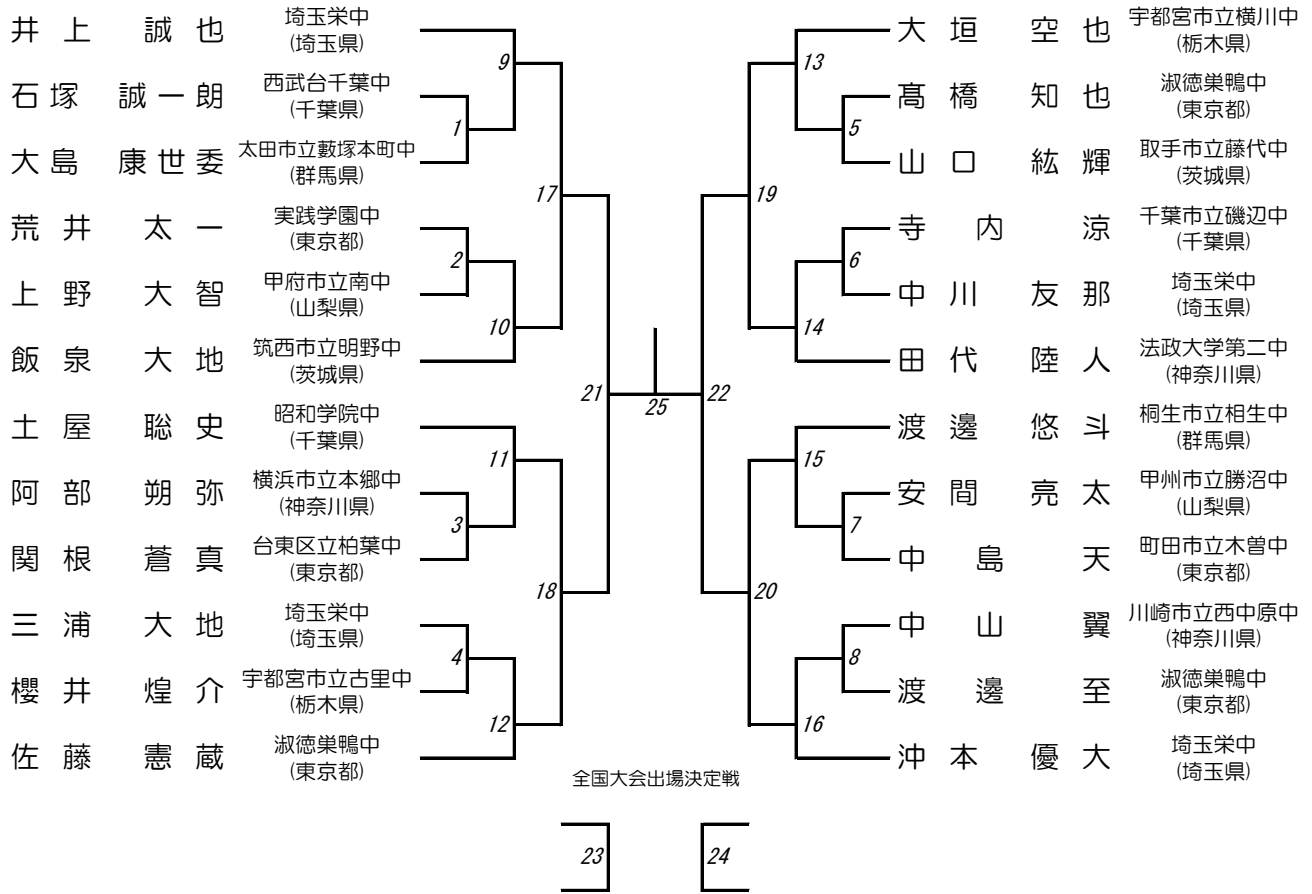 井上 誠也 埼玉栄中
(埼玉県)
石塚 誠一朗 西武台千葉中
(千葉県)
大島 康世委 太田市立藪塚本町中
(群馬県)
荒井 太一 実践学園中
(東京都)
上野 大智 甲府市立南中
(山梨県)
飯泉 大地 筑西市立明野中
(茨城県)
土屋 聡史 昭和学院中
(千葉県)
阿部 朔弥 横浜市立本郷中
(神奈川県)
関根 蒼真 台東区立柏葉中
(東京都)
三浦 大地 埼玉栄中
(埼玉県)
櫻井 煌介 宇都宮市立古里中
(栃木県)
佐藤 憲蔵 淑徳巣鴨中
(東京都)
9
1
17
2
10
21
11
3
18
4
12
25
13
5
19
6
14
22
15
7
20
8
16
大垣 空也 宇都宮市立横川中
(栃木県)
髙橋 知也 淑徳巣鴨中
(東京都)
山口 紘輝 取手市立藤代中
(茨城県)
寺内 涼 千葉市立磯辺中
(千葉県)
中川 友那 埼玉栄中
(埼玉県)
田代 陸人 法政大学第二中
(神奈川県)
渡邊 悠斗 桐生市立相生中
(群馬県)
安間 亮太 甲州市立勝沼中
(山梨県)
中島 天 町田市立木曽中
(東京都)
中山 翼 川崎市立西中原中
(神奈川県)
渡邊 至 淑徳巣鴨中
(東京都)
沖本 優大 埼玉栄中
(埼玉県)
全国大会出場決定戦
23
24